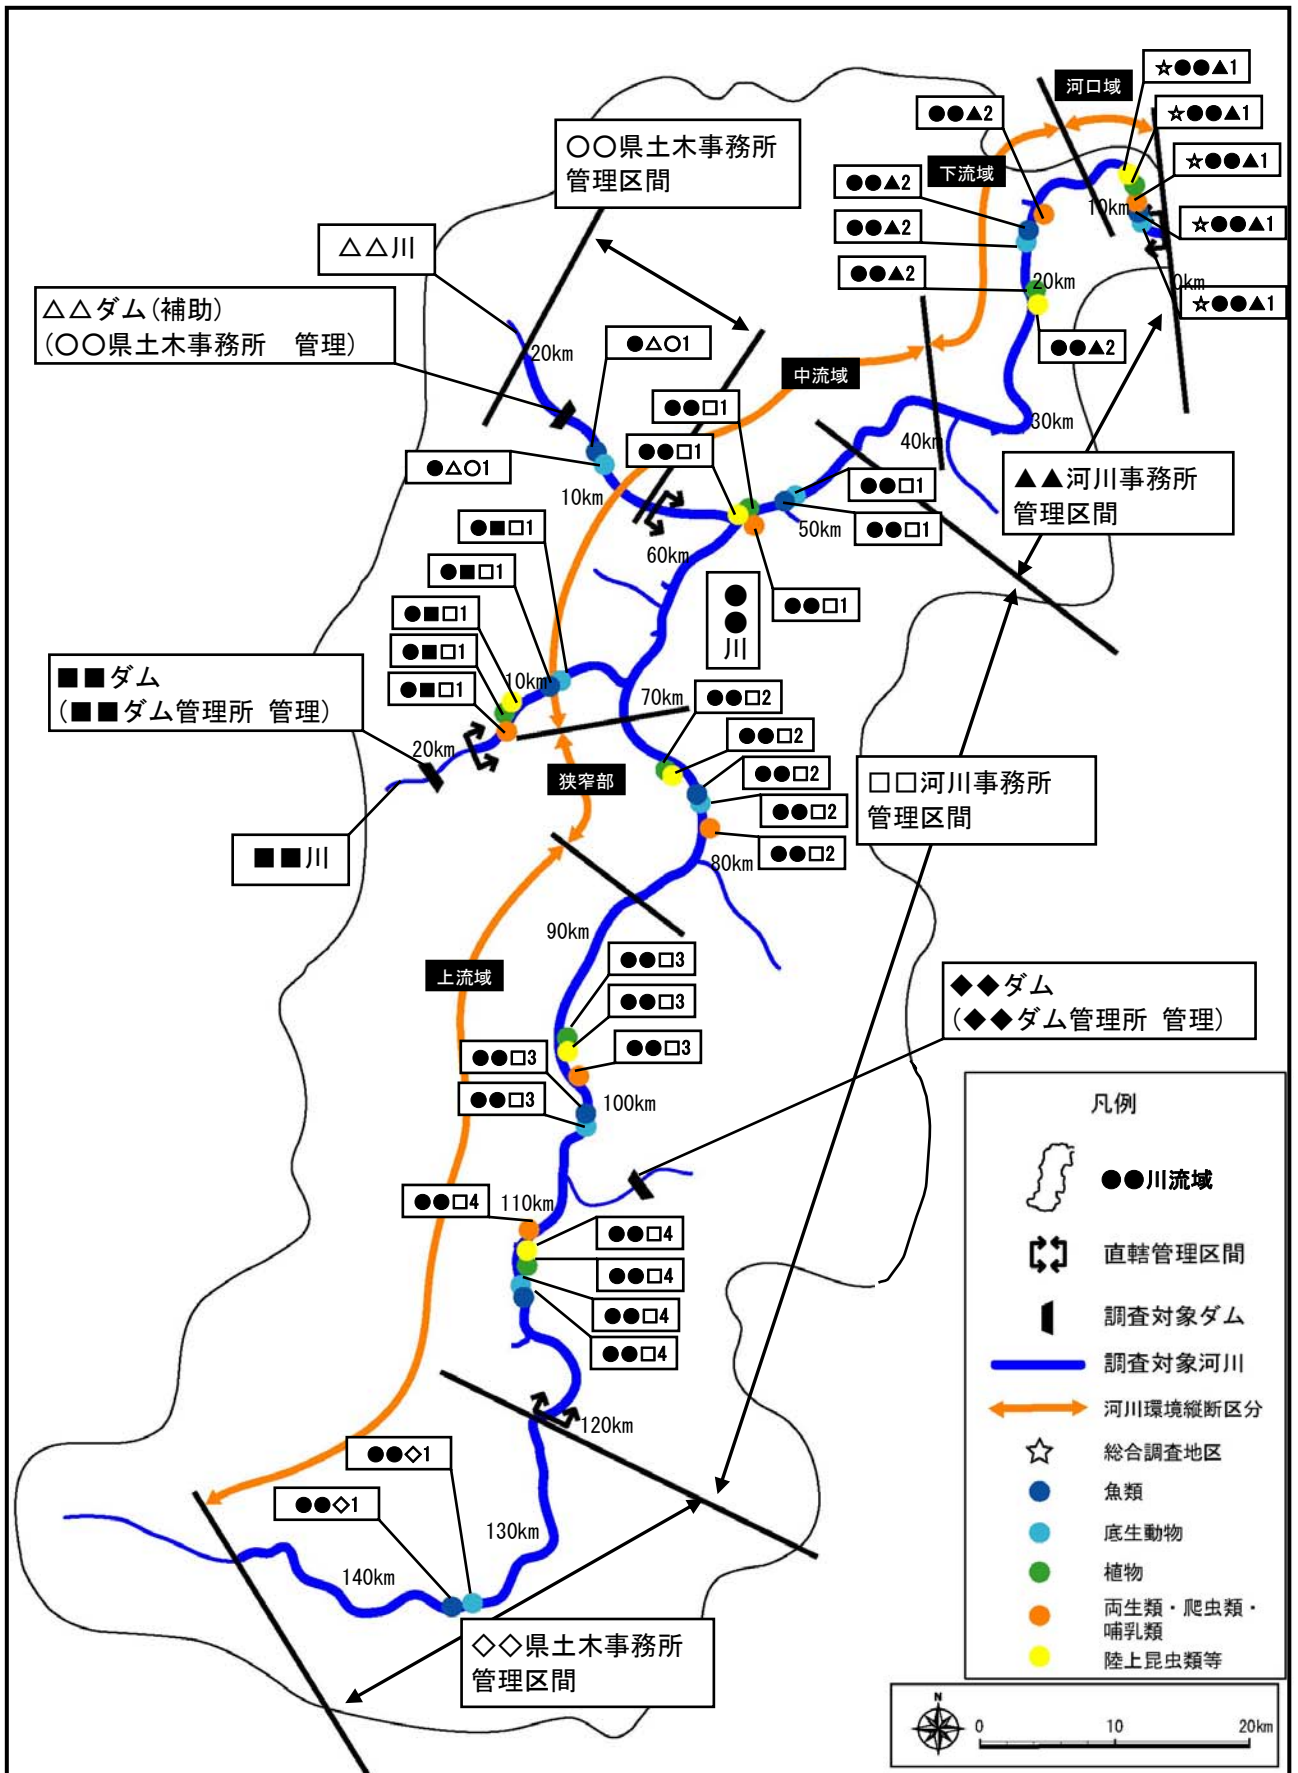 ☆●●▲1
河口域
●●▲2
☆●●▲1
○○県土木事務所
管理区間
☆●●▲1
下流域
●●▲2
10km
☆●●▲1
●●▲2
△△川
●●▲2
20km
0km
☆●●▲1
△△ダム(補助)
(○○県土木事務所 管理)
20km
●△○1
●●▲2
中流域
●●□1
30km
40km
●●□1
●△○1
▲▲河川事務所
管理区間
10km
●●□1
50km
●●□1
●■□1
60km
●■□1
●●川
●●□1
●■□1
●■□1
●■□1
■■ダム
(■■ダム管理所 管理)
10km
70km
●●□2
20km
●●□2
狭窄部
●●□2
□□河川事務所
管理区間
●●□2
■■川
●●□2
80km
90km
●●□3
上流域
◆◆ダム
(◆◆ダム管理所 管理)
●●□3
●●□3
●●□3
●●□3
100km
●●□4
110km
●●□4
●●□4
●●□4
●●□4
120km
●●◇1
●●◇1
130km
140km
◇◇県土木事務所
管理区間
凡例
●●川流域
直轄管理区間
調査対象ダム
調査対象河川
河川環境縦断区分
☆ 総合調査地区
魚類
底生動物
植物
両生類・爬虫類・
哺乳類
陸上昆虫類等
N
0 10 20km